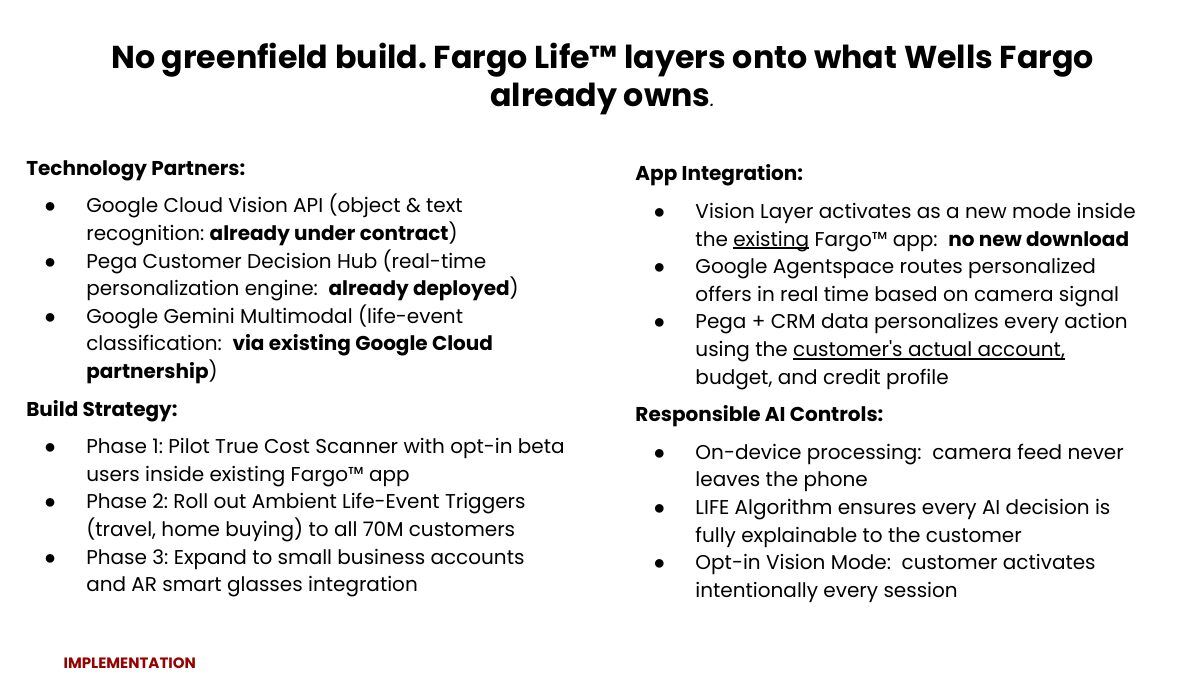 No greenfield build. Fargo Life™ layers onto what Wells Fargo
already owns.
Technology Partners:
● Google Cloud Vision API (object & text
recognition: already under contract)
● Pega Customer Decision Hub (real-time
personalization engine:  already deployed)
● Google Gemini Multimodal (life-event
classification:  via existing Google Cloud
partnership)
Build Strategy:
● Phase 1: Pilot True Cost Scanner with opt-in beta
users inside existing Fargo™ app
● Phase 2: Roll out Ambient Life-Event Triggers
(travel, home buying) to all 70M customers
● Phase 3: Expand to small business accounts
and AR smart glasses integration
App Integration:
● Vision Layer activates as a new mode inside
the existing Fargo™ app:  no new download
● Google Agentspace routes personalized
offers in real time based on camera signal
● Pega + CRM data personalizes every action
using the customer's actual account,
budget, and credit profile
Responsible AI Controls:
● On-device processing:  camera feed never
leaves the phone
● LIFE Algorithm ensures every AI decision is
fully explainable to the customer
● Opt-in Vision Mode:  customer activates
intentionally every session
IMPLEMENTATION